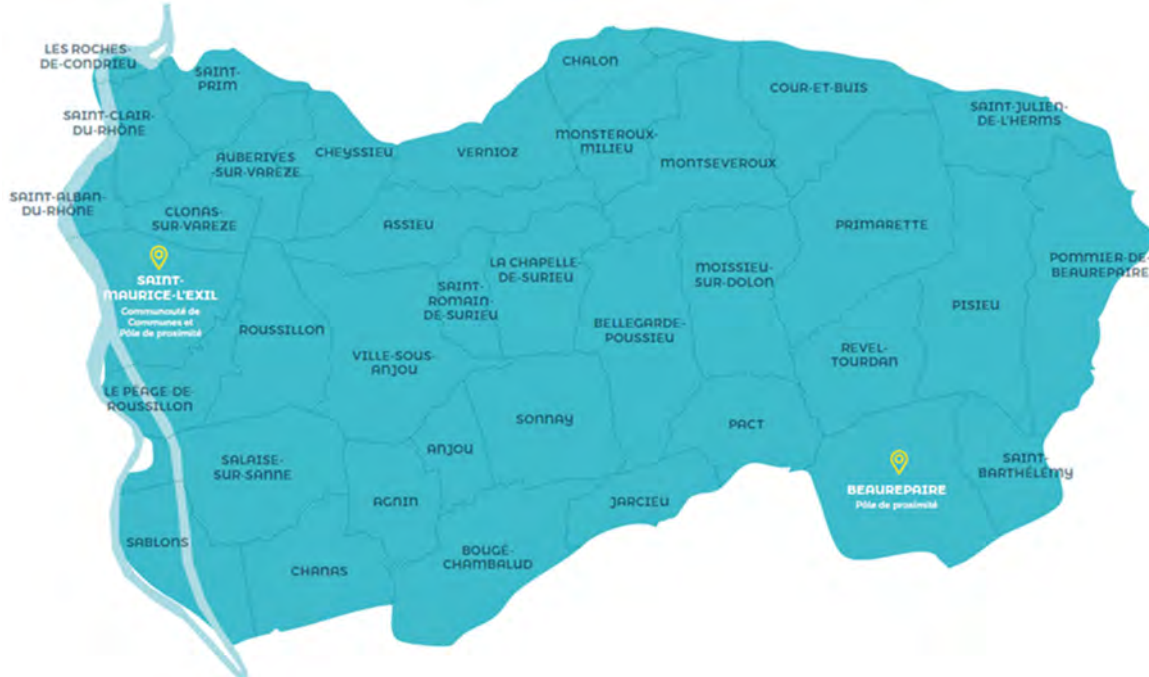 LES ROCHES-
DE-CONDRIEU
SAINT-
PRIM
CHALON
COUR-ET-BUIS
SAINT-JULIEN-
DE-L'HERMS
SAINT-CLAIR-
DU-RHÔNE
AUBERIVES
-SUR-VARÈZE
CHEYSSIEU
VERNIOZ
MONSTEROUX-
MILIEU
MONTSEVEROUX
SAINT-ALBAN-
DU-RHÔNE
CLONAS-
SUR-VAREZE
ASSIEU
PRIMARETTE
LA CHAPELLE-
DE-SURIEU
MOISSIEU-
SUR-DOLON
POMMIER-DE-
BEAUREPAIRE
SAINT-
MAURICE-L'EXIL
Communauté de
Communes et
Pôle de proximité
SAINT-
ROMAIN-
DE-SURIEU
PISIEU
ROUSSILLON
BELLEGARDE-
POUSSIEU
VILLE-SOUS-
ANJOU
REVEL-
TOURDAN
LE PEAGE-DE-
ROUSSILLON
SONNAY
PACT
ANJOU
SALAISE-
SUR-SANNE
SAINT-
BARTHÉLÉMY
BEAUREPAIRE
Pôle de proximité
AGNIN
JARCIEU
SABLONS
BOUGÉ-
CHAMBALUD
CHANAS